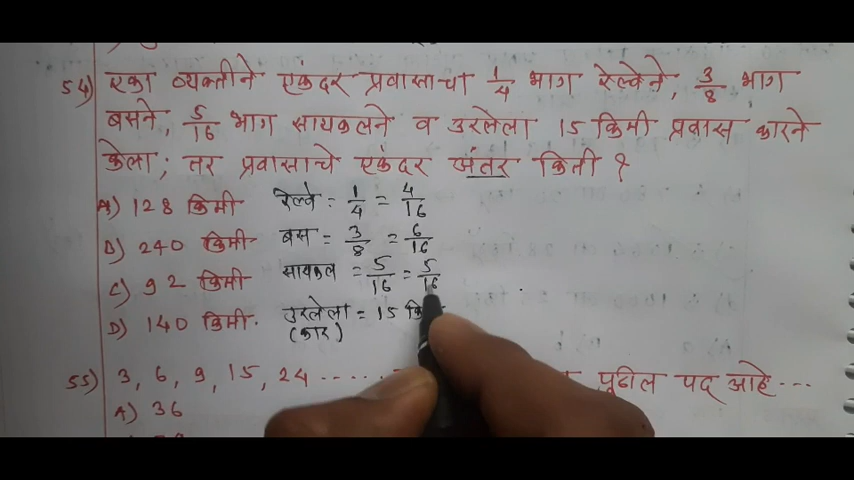 54) एका व्यक्तीने एकंदर प्रवासाचा 1/4 भाग रेल्वेने, 3/8 भाग
बसने 5/16 भाग सायकलने व उरलेला 15 किमी प्रवास कारने
केला; तर प्रवासाचे एकंदर अंतर किती ?
A) 128 किमी रेल्वे = 1/4 = 4/16
B) 240 किमी बस = 3/8 = 6/16
C) 92 किमी सायकल = 5/16 = 5/16
D) 140 किमी. उरलेला = 15
(कार)
55) 3, 6, 9, 15, 24 ..... पुढील पद आहे ...
A) 36